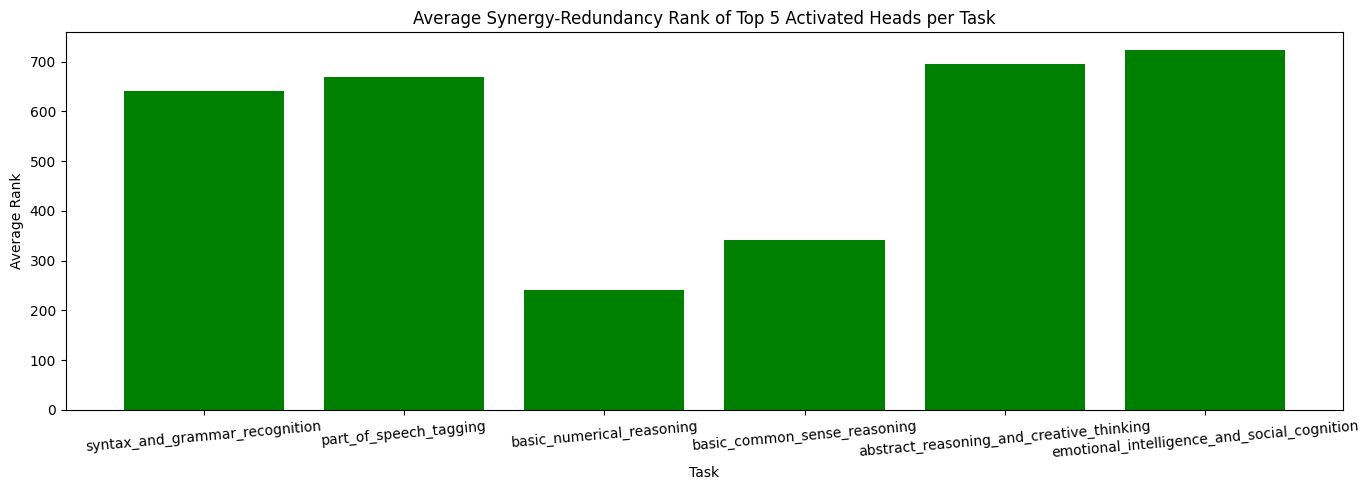 Average Synergy-Redundancy Rank of Top 5 Activated Heads per Task
Average Rank
700
600
500
400
300
200
100
0
syntax_and_grammar_recognition
part_of_speech_tagging
basic_numerical_reasoning
basic_common_sense_reasoning
abstract_reasoning_and_creative_thinking
emotional_intelligence_and_social_cognition
Task